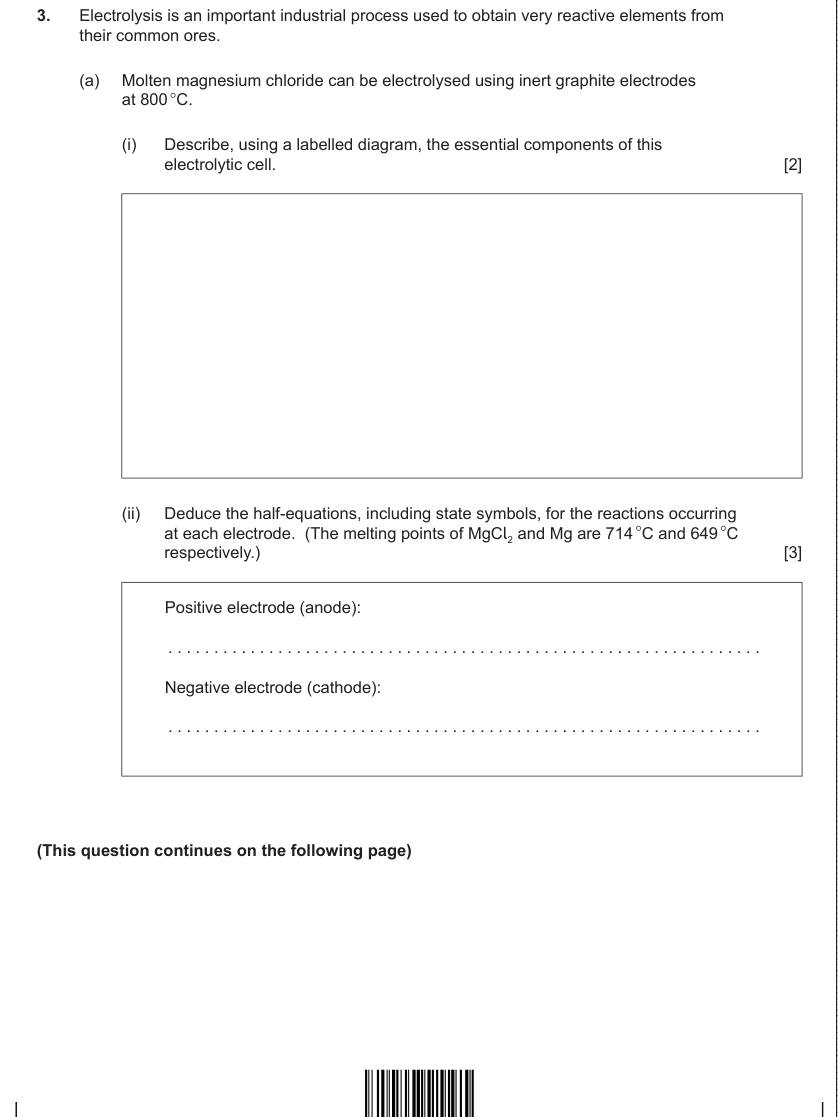 3. Electrolysis is an important industrial process used to obtain very reactive elements from
their common ores.
(a) Molten magnesium chloride can be electrolysed using inert graphite electrodes
at 800 °C.
(i) Describe, using a labelled diagram, the essential components of this
electrolytic cell. [2]
(ii) Deduce the half-equations, including state symbols, for the reactions occurring
at each electrode. (The melting points of MgCl₂ and Mg are 714 °C and 649 °C
respectively.) [3]
Positive electrode (anode):
. . . . . . . . . . . . . . . . . . . . . . . . . . . . . . . . . . . . . . . . . . . . . . . . . . . . . . . . . . . . . . . . .
Negative electrode (cathode):
. . . . . . . . . . . . . . . . . . . . . . . . . . . . . . . . . . . . . . . . . . . . . . . . . . . . . . . . . . . . . . . . .
(This question continues on the following page)